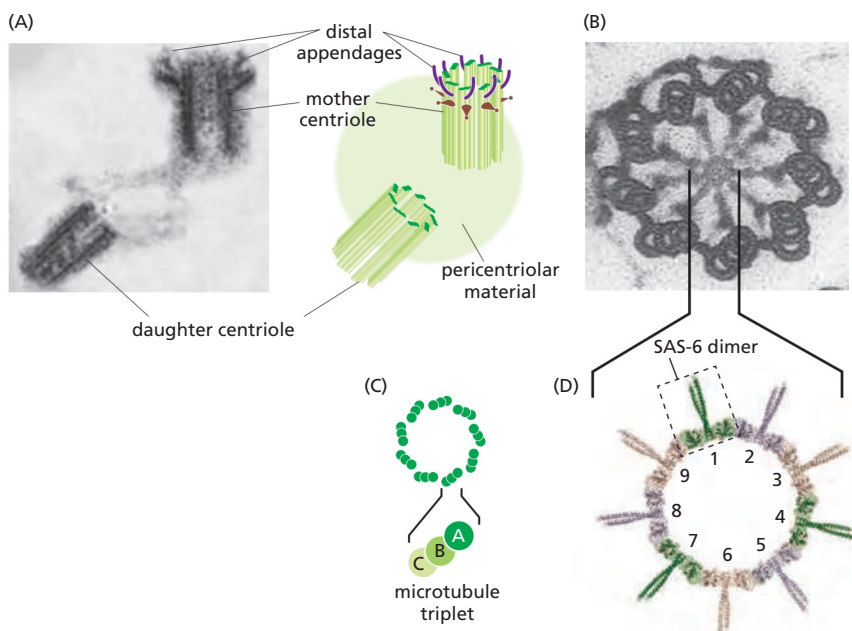 (A)
distal
appendages
mother
centriole
pericentriolar
material
daughter centriole
(B)
SAS-6 dimer
(C)
A
B
C
microtubule
triplet
(D)
1
2
3
4
5
6
7
8
9